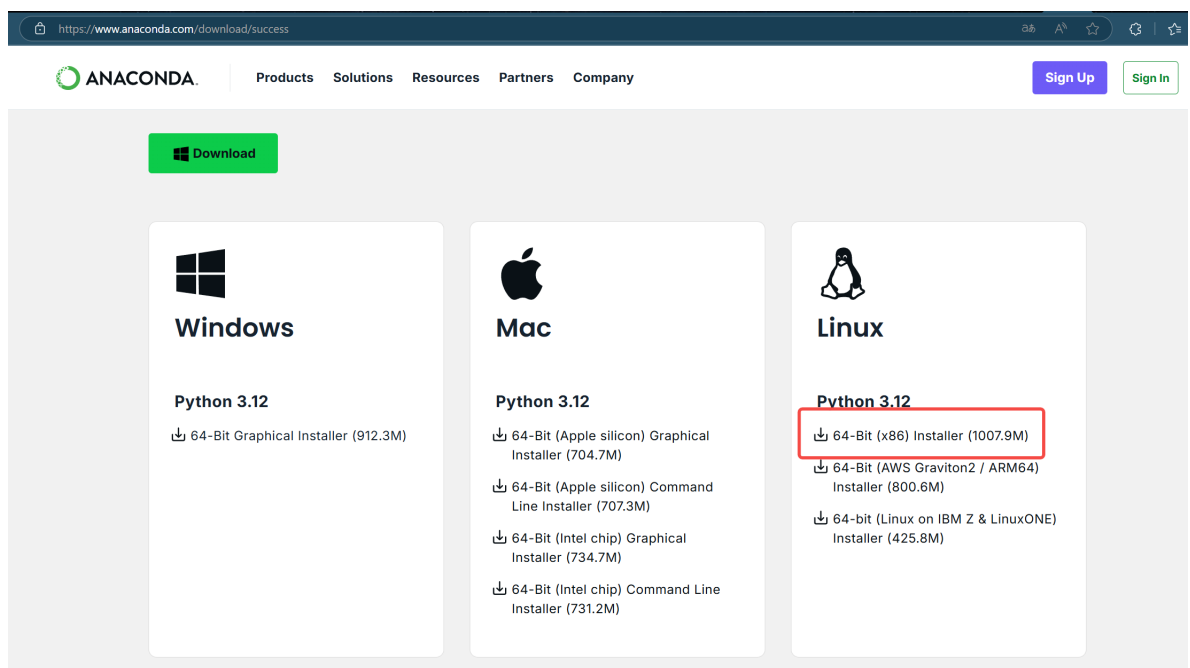 https://www.anaconda.com/download/success
ANACONDA.
Products Solutions Resources Partners Company
Sign Up
Sign In
Download
Windows
Python 3.12
64-Bit Graphical Installer (912.3M)
Mac
Python 3.12
64-Bit (Apple silicon) Graphical
Installer (704.7M)
64-Bit (Apple silicon) Command
Line Installer (707.3M)
64-Bit (Intel chip) Graphical
Installer (734.7M)
64-Bit (Intel chip) Command Line
Installer (731.2M)
Linux
Python 3.12
64-Bit (x86) Installer (1007.9M)
64-Bit (AWS Graviton2 / ARM64)
Installer (800.6M)
64-bit (Linux on IBM Z & LinuxONE)
Installer (425.8M)